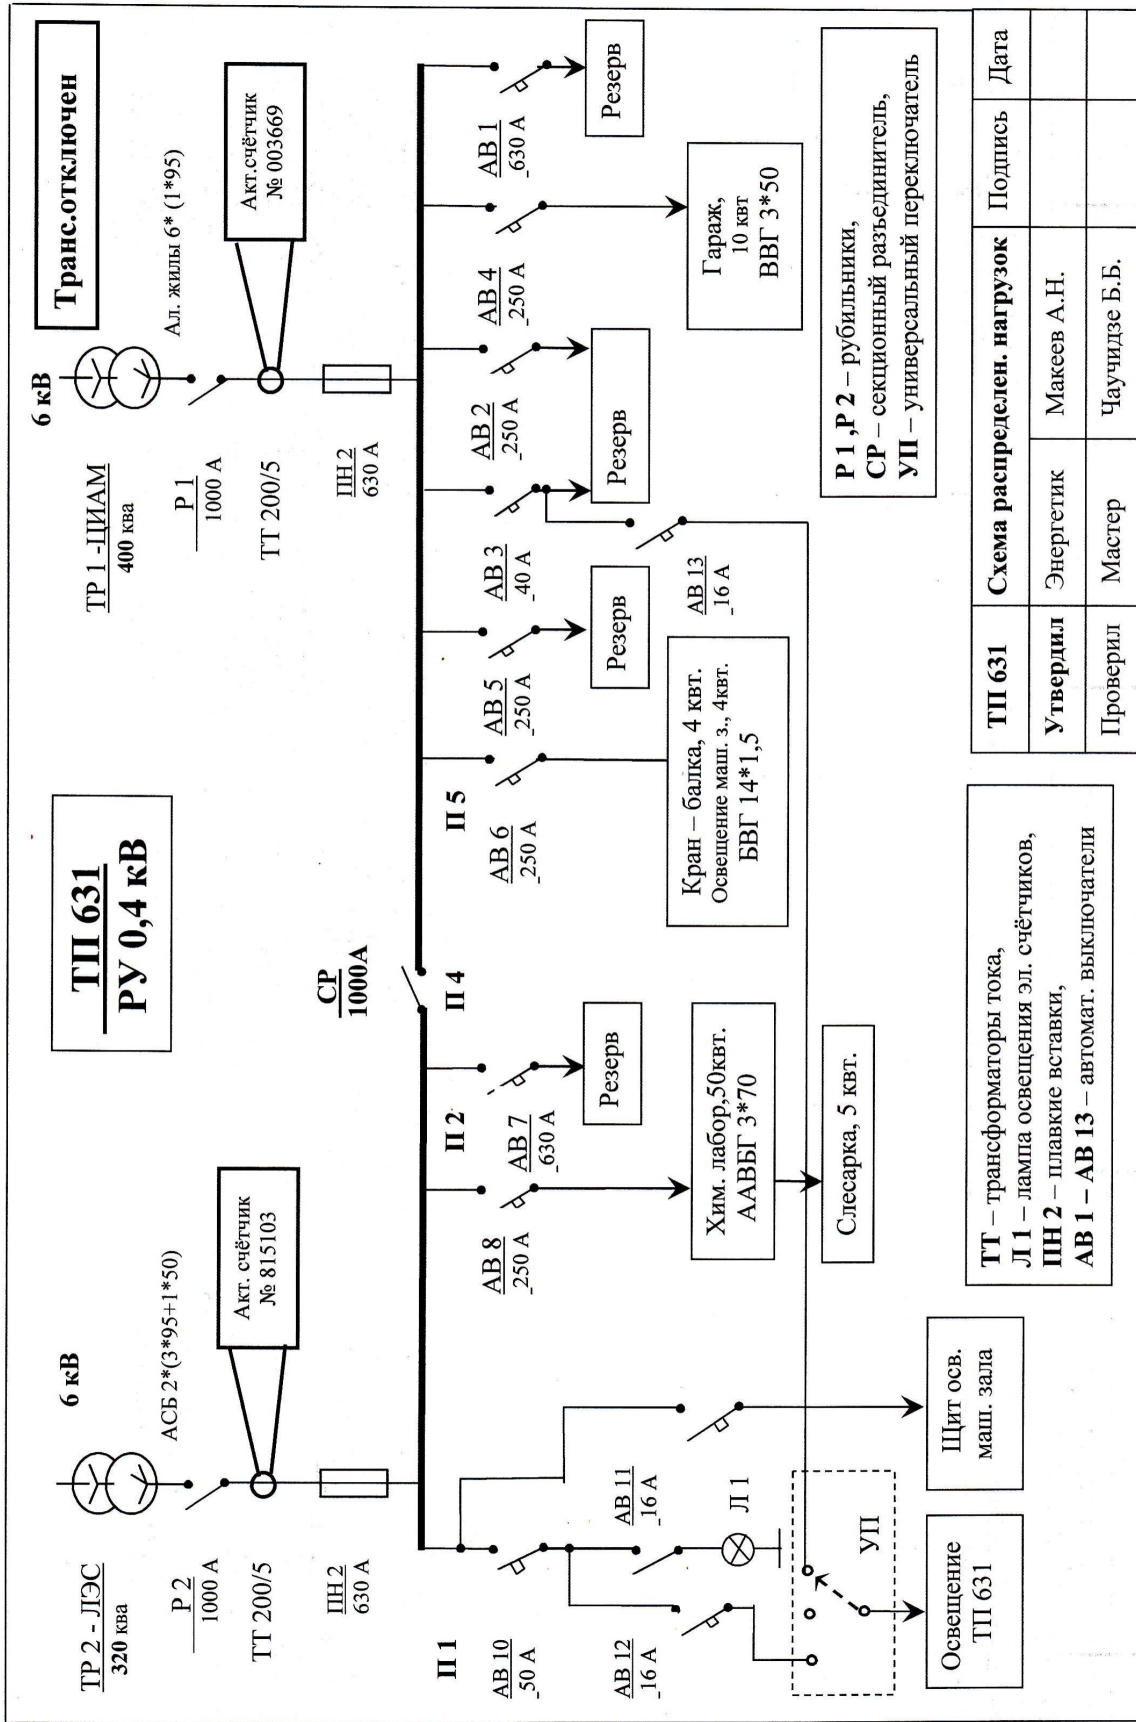 ТП 631
РУ 0,4 кВ
6 кВ
ТР 2 - ЛЭС
320 ква
АСБ 2*(3*95+1*50)
Р 2
1000 А
ТТ 200/5
Акт. счётчик
№ 815103
ПН 2
630 А
6 кВ
Транс.отключен
ТР 1 -ЦИАМ
400 ква
Ал. жилы 6* (1*95)
Р 1
1000 А
ТТ 200/5
Акт.счётчик
№ 003669
ПН 2
630 А
СР
1000А
П 1
П 2
П 4
П 5
АВ 10
50 А
АВ 12
16 А
АВ 11
16 А
Л 1
УП
Освещение
ТП 631
Щит осв.
маш. зала
АВ 8
250 А
Хим. лабор,50квт.
ААВБГ 3*70
Слесарка, 5 квт.
АВ 7
630 А
Резерв
АВ 6
250 А
Кран – балка, 4 квт.
Освещение маш. з., 4квт.
БВГ 14*1,5
АВ 5
250 А
Резерв
АВ 3
40 А
АВ 13
16 А
АВ 2
250 А
Резерв
АВ 4
250 А
Гараж,
10 квт
ВВГ 3*50
АВ 1
630 А
Резерв
Р 1 ,Р 2 – рубильники,
СР – секционный разъединитель,
УП – универсальный переключатель
ТТ – трансформаторы тока,
Л 1 – лампа освещения эл. счётчиков,
ПН 2 – плавкие вставки,
АВ 1 – АВ 13 – автомат. выключатели
ТП 631 Схема распределен. нагрузок Подпись Дата
Утвердил Энергетик Макеев А.Н.
Проверил Мастер Чаучидзе Б.Б.